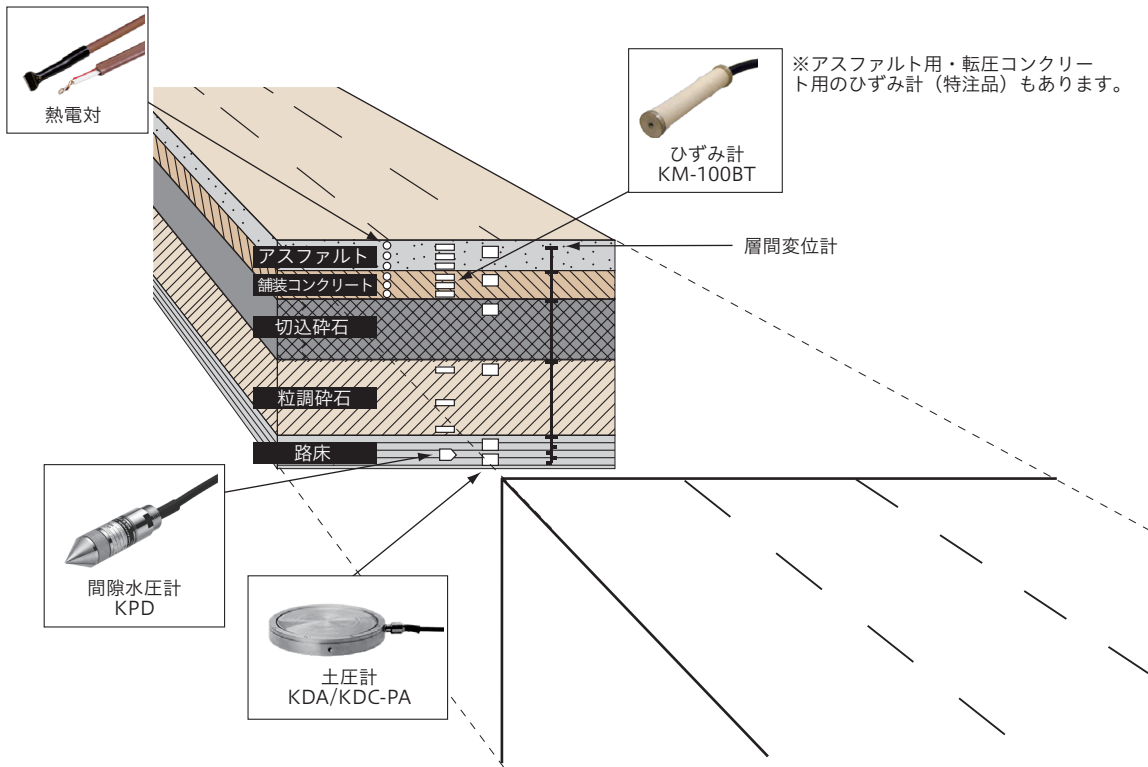 熱電対
ひずみ計
KM-100BT
※アスファルト用・転圧コンクリー
ト用のひずみ計（特注品）もあります。
層間変位計
アスファルト
舗装コンクリート
切込砕石
粒調砕石
路床
間隙水圧計
KPD
土圧計
KDA/KDC-PA